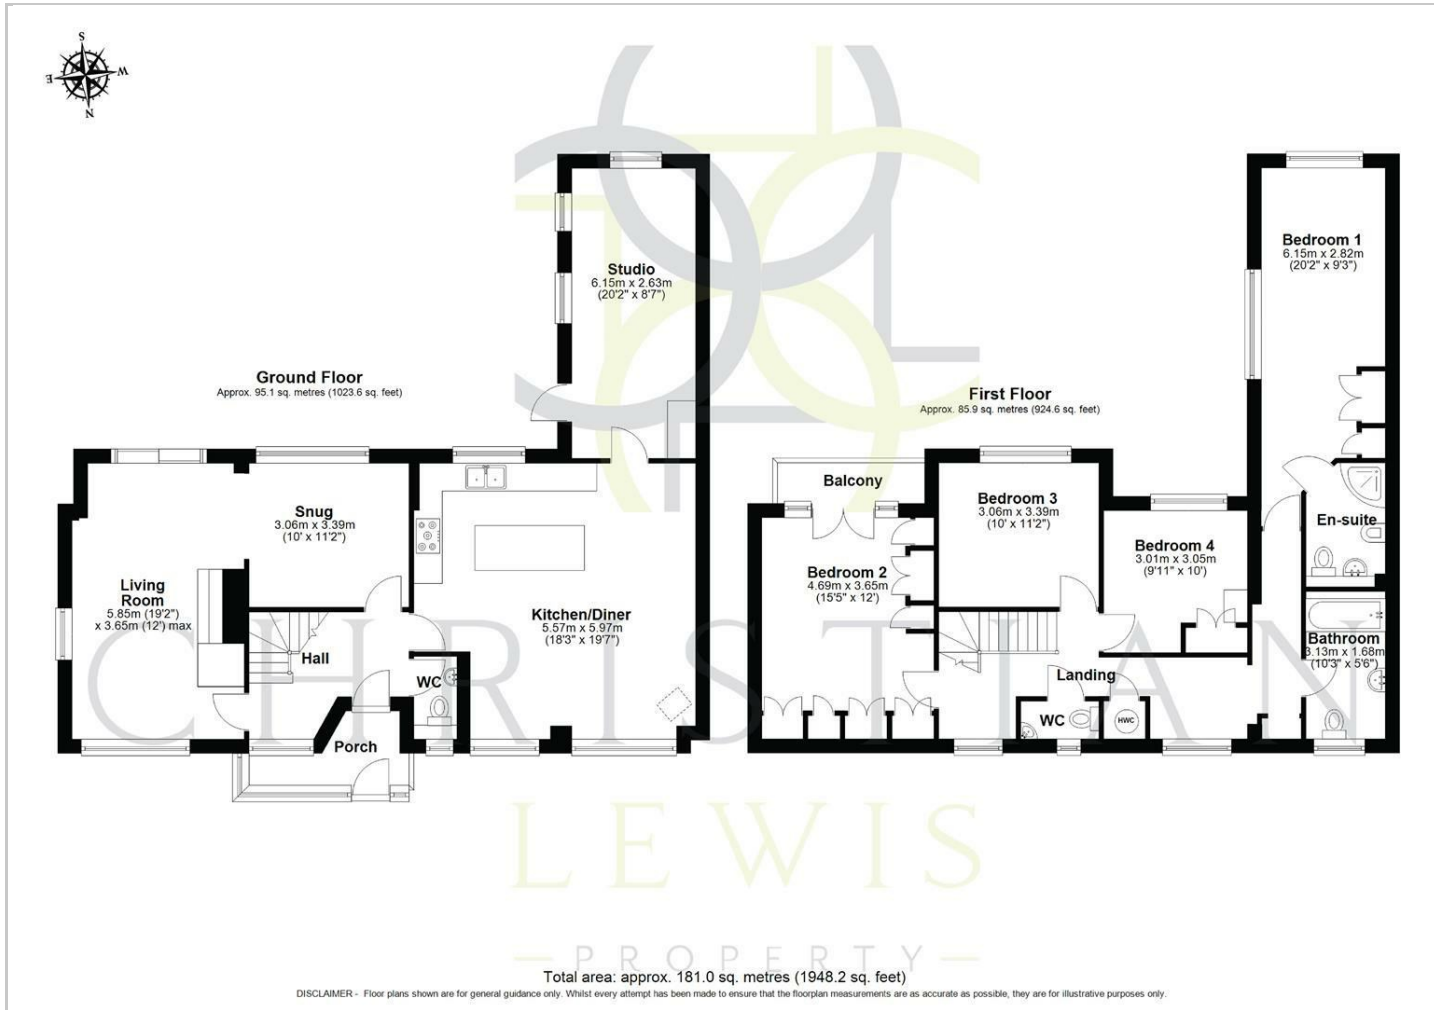 S
E
W
N
Ground Floor
Approx. 95.1 sq. metres (1023.6 sq. feet)
Studio
6.15m x 2.63m
(20'2" x 8'7")
Snug
3.06m x 3.39m
(10' x 11'2")
Living
Room
5.85m (19'2")
x 3.65m (12') max
Kitchen/Diner
5.57m x 5.97m
(18'3" x 19'7")
Hall
WC
Porch
First Floor
Approx. 85.9 sq. metres (924.6 sq. feet)
Bedroom 1
6.15m x 2.82m
(20'2" x 9'3")
Balcony
Bedroom 3
3.06m x 3.39m
(10' x 11'2")
En-suite
Bedroom 4
3.01m x 3.05m
(9'11" x 10')
Bedroom 2
4.69m x 3.65m
(15'5" x 12')
Bathroom
3.13m x 1.68m
(10'3" x 5'6")
Landing
WC
HWC
CHRISTIAN
LEWIS
PROPERTY
Total area: approx. 181.0 sq. metres (1948.2 sq. feet)
DISCLAIMER - Floor plans shown are for general guidance only. Whilst every attempt has been made to ensure that the floorplan measurements are as accurate as possible, they are for illustrative purposes only.